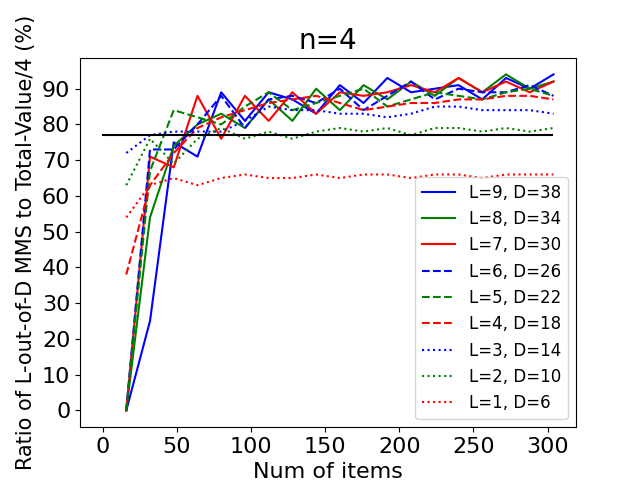 n=4
Ratio of L-out-of-D MMS to Total-Value/4 (%)
90
80
70
60
50
40
30
20
10
0
L=9, D=38
L=8, D=34
L=7, D=30
L=6, D=26
L=5, D=22
L=4, D=18
L=3, D=14
L=2, D=10
L=1, D=6
0 50 100 150 200 250 300
Num of items